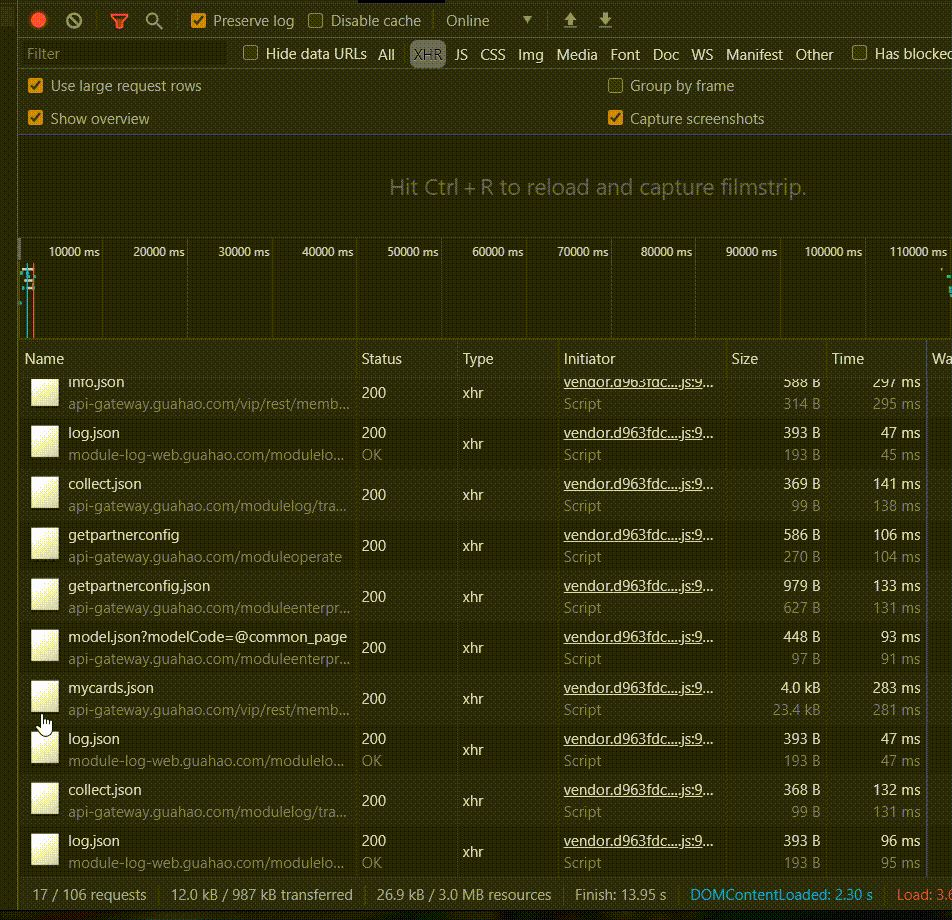 Preserve log Disable cache Online
Filter Hide data URLs All XHR JS CSS Img Media Font Doc WS Manifest Other Has blocked
Use large request rows Group by frame
Show overview Capture screenshots
Hit Ctrl + R to reload and capture filmstrip.
10000 ms 20000 ms 30000 ms 40000 ms 50000 ms 60000 ms 70000 ms 80000 ms 90000 ms 100000 ms 110000 ms
Name Status Type Initiator Size Time Wa
info.json 200 xhr vendor.d963fdc....js:9... 588 B 297 ms
api-gateway.guahao.com/vip/rest/memb... Script 314 B 295 ms
log.json 200 xhr vendor.d963fdc....js:9... 393 B 47 ms
module-log-web.guahao.com/modulelo... OK Script 193 B 45 ms
collect.json 200 xhr vendor.d963fdc....js:9... 369 B 141 ms
api-gateway.guahao.com/modulelog/tra... Script 99 B 138 ms
getpartnerconfig 200 xhr vendor.d963fdc....js:9... 586 B 106 ms
api-gateway.guahao.com/moduleoperate Script 270 B 104 ms
getpartnerconfig.json 200 xhr vendor.d963fdc....js:9... 979 B 133 ms
api-gateway.guahao.com/moduleenterpr... Script 627 B 131 ms
model.json?modelCode=@common_page 200 xhr vendor.d963fdc....js:9... 448 B 93 ms
api-gateway.guahao.com/moduleenterpr... Script 97 B 91 ms
mycards.json 200 xhr vendor.d963fdc....js:9... 4.0 kB 283 ms
api-gateway.guahao.com/vip/rest/memb... Script 23.4 kB 281 ms
log.json 200 xhr vendor.d963fdc....js:9... 393 B 47 ms
module-log-web.guahao.com/modulelo... OK Script 193 B 47 ms
collect.json 200 xhr vendor.d963fdc....js:9... 368 B 132 ms
api-gateway.guahao.com/modulelog/tra... Script 99 B 131 ms
log.json 200 xhr vendor.d963fdc....js:9... 393 B 96 ms
module-log-web.guahao.com/modulelo... OK Script 193 B 95 ms
17 / 106 requests 12.0 kB / 987 kB transferred 26.9 kB / 3.0 MB resources Finish: 13.95 s DOMContentLoaded: 2.30 s Load: 3.6